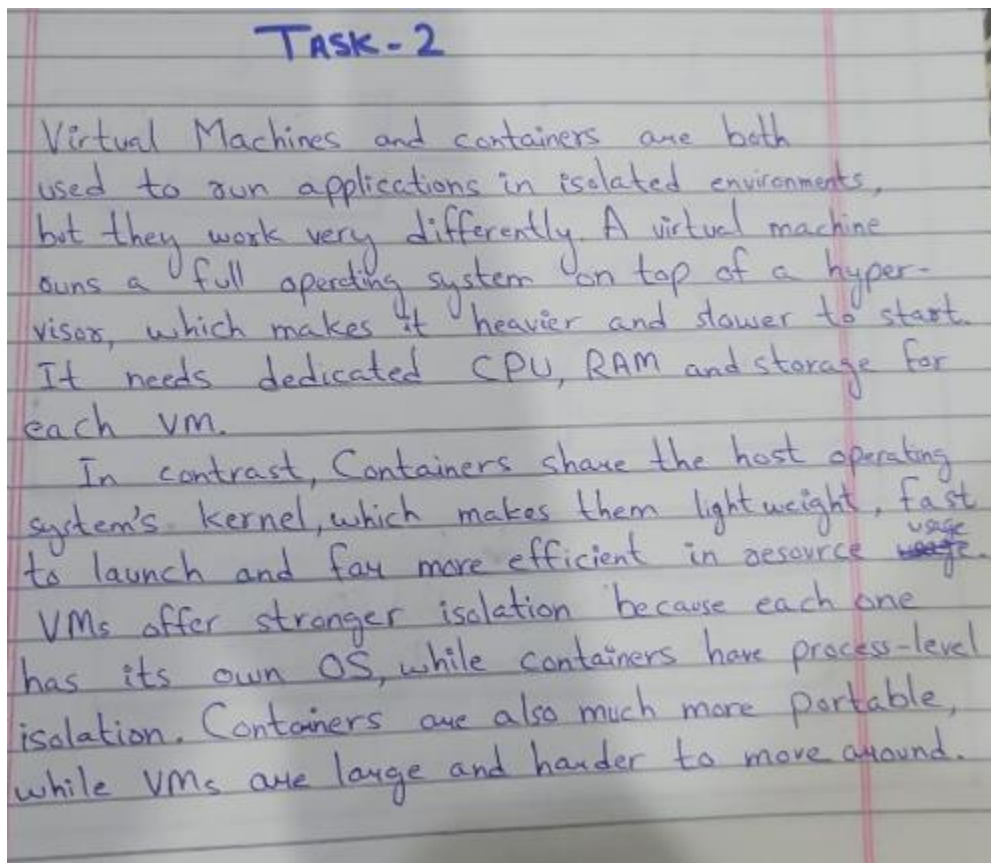 TASK-2
Virtual Machines and containers are both
used to run applications in isolated environments,
but they work very differently. A virtual machine
runs a full operating system on top of a hyper-
visor, which makes it heavier and slower to start.
It needs dedicated CPU, RAM and storage for
each VM.
In contrast, Containers share the host operating
system's kernel, which makes them lightweight, fast
to launch and far more efficient in resource usage.
VMs offer stronger isolation because each one
has its own OS, while containers have process-level
isolation. Containers are also much more portable,
while VMs are large and harder to move around.